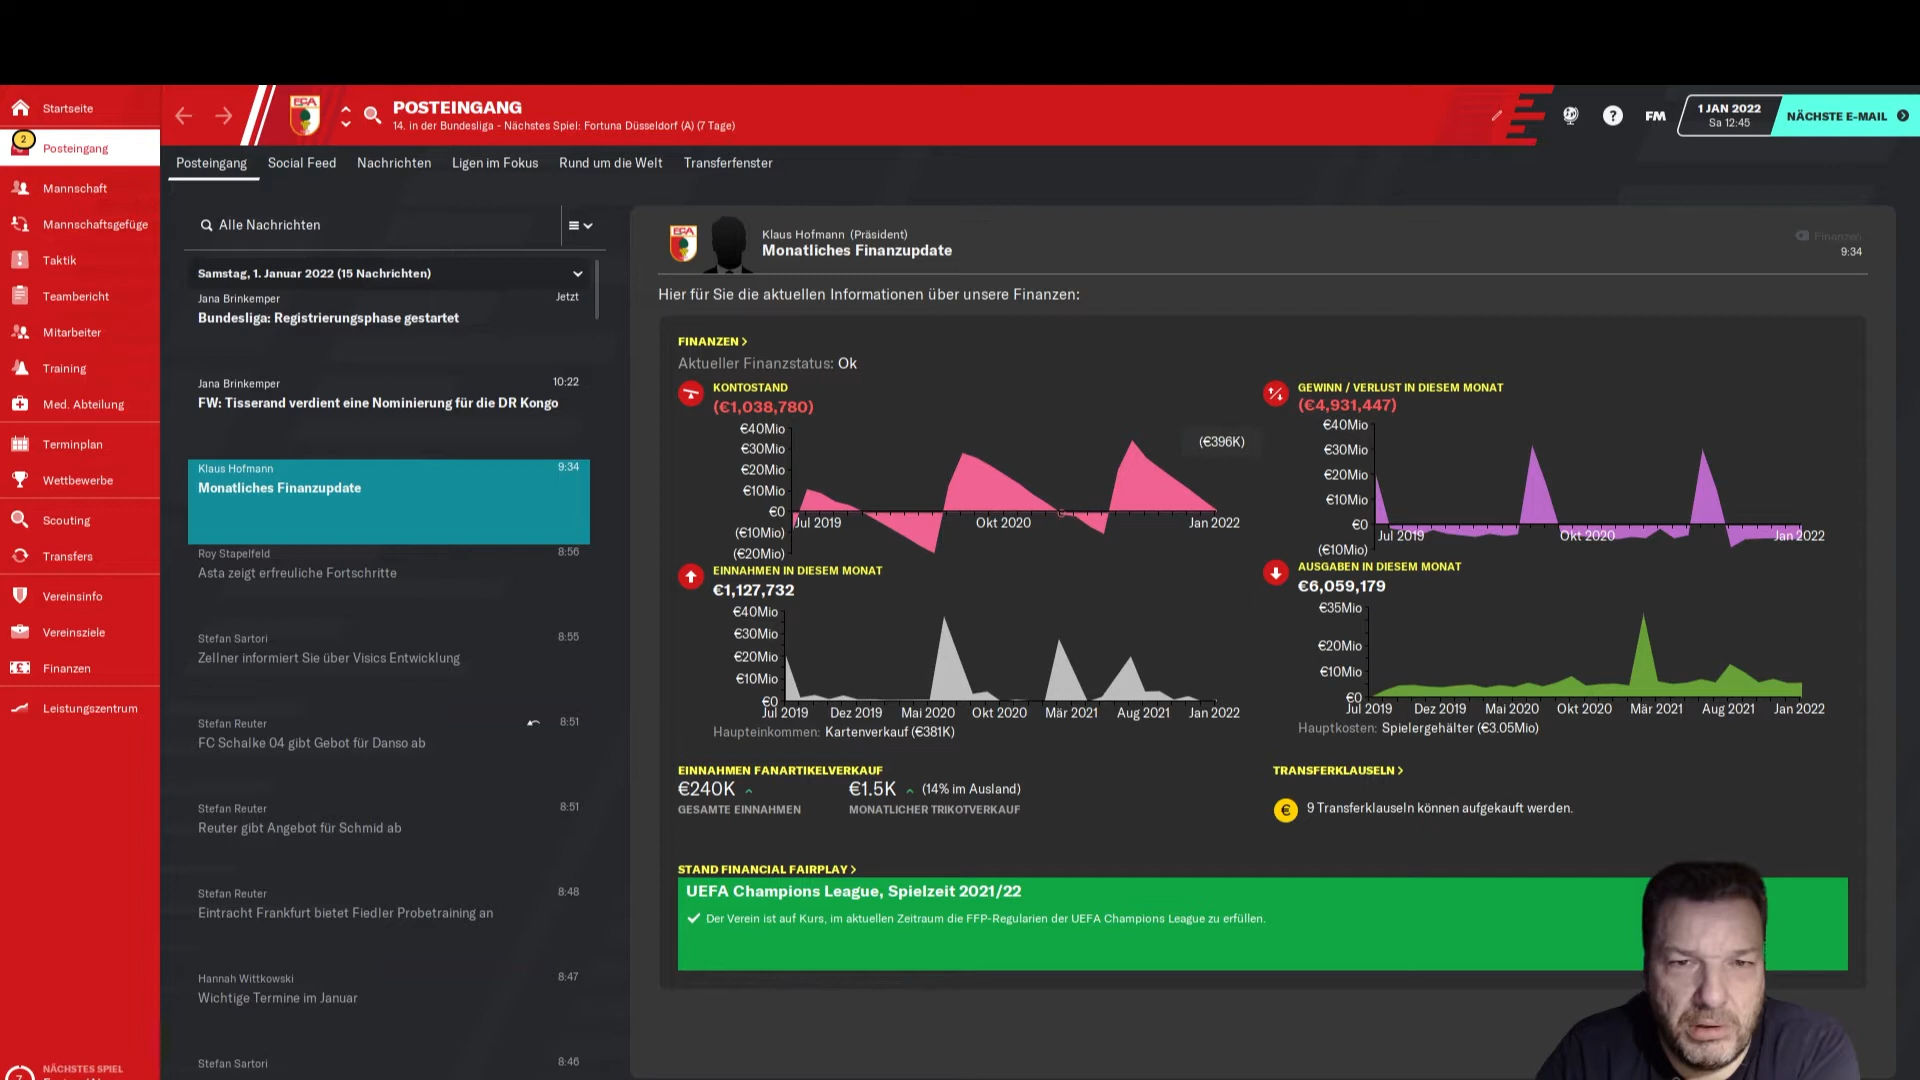 Startseite
2
Posteingang
Mannschaft
Mannschaftsgefüge
Taktik
Teambericht
Mitarbeiter
Training
Med. Abteilung
Terminplan
Wettbewerbe
Scouting
Transfers
Vereinsinfo
Vereinsziele
Finanzen
Leistungszentrum
NÄCHSTES SPIEL
FCA
POSTEINGANG
14. in der Bundesliga - Nächstes Spiel: Fortuna Düsseldorf (A) (7 Tage)
?
FM
1 JAN 2022
Sa 12:45
NÄCHSTE E-MAIL
Posteingang Social Feed Nachrichten Ligen im Fokus Rund um die Welt Transferfenster
Alle Nachrichten
Samstag, 1. Januar 2022 (15 Nachrichten)
Jana Brinkemper Jetzt
Bundesliga: Registrierungsphase gestartet
Jana Brinkemper 10:22
FW: Tisserand verdient eine Nominierung für die DR Kongo
Klaus Hofmann 9:34
Monatliches Finanzupdate
Roy Stapelfeld 8:56
Asta zeigt erfreuliche Fortschritte
Stefan Sartori 8:55
Zellner informiert Sie über Visics Entwicklung
Stefan Reuter 8:51
FC Schalke 04 gibt Gebot für Danso ab
Stefan Reuter 8:51
Reuter gibt Angebot für Schmid ab
Stefan Reuter 8:48
Eintracht Frankfurt bietet Fiedler Probetraining an
Hannah Wittkowski 8:47
Wichtige Termine im Januar
Stefan Sartori 8:46
FCA
Klaus Hofmann (Präsident)
Monatliches Finanzupdate
Finanzen
9:34
Hier für Sie die aktuellen Informationen über unsere Finanzen:
FINANZEN >
Aktueller Finanzstatus: Ok
KONTOSTAND
(€1,038,780)
€40Mio
€30Mio
€20Mio
€10Mio
€0
(€10Mio)
(€20Mio)
Jul 2019 Okt 2020 Jan 2022
(€396K)
GEWINN / VERLUST IN DIESEM MONAT
(€4,931,447)
€40Mio
€30Mio
€20Mio
€10Mio
€0
(€10Mio)
Jul 2019 Okt 2020 Jan 2022
EINNAHMEN IN DIESEM MONAT
€1,127,732
€40Mio
€30Mio
€20Mio
€10Mio
€0
Jul 2019 Dez 2019 Mai 2020 Okt 2020 Mär 2021 Aug 2021 Jan 2022
Haupteinkommen: Kartenverkauf (€381K)
AUSGABEN IN DIESEM MONAT
€6,059,179
€35Mio
€20Mio
€10Mio
€0
Jul 2019 Dez 2019 Mai 2020 Okt 2020 Mär 2021 Aug 2021 Jan 2022
Hauptkosten: Spielergehälter (€3.05Mio)
EINNAHMEN FANARTIKELVERKAUF
€240K €1.5K (14% im Ausland)
GESAMTE EINNAHMEN MONATLICHER TRIKOTVERKAUF
TRANSFERKLAUSELN >
€ 9 Transferklauseln können aufgekauft werden.
STAND FINANCIAL FAIRPLAY >
UEFA Champions League, Spielzeit 2021/22
Der Verein ist auf Kurs, im aktuellen Zeitraum die FFP-Regularien der UEFA Champions League zu erfüllen.